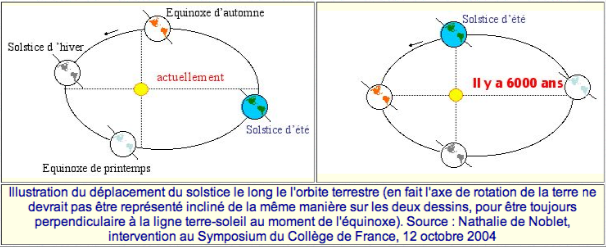 Equinoxe d'automne
Solstice d'hiver
actuellement
Solstice d'été
Equinoxe de printemps
Solstice d'été
Il y a 6000 ans
Illustration du déplacement du solstice le long le l'orbite terrestre (en fait l'axe de rotation de la terre ne
devrait pas être représenté incliné de la même manière sur les deux dessins, pour être toujours
perpendiculaire à la ligne terre-soleil au moment de l'équinoxe). Source : Nathalie de Noblet,
intervention au Symposium du Collège de France, 12 octobre 2004